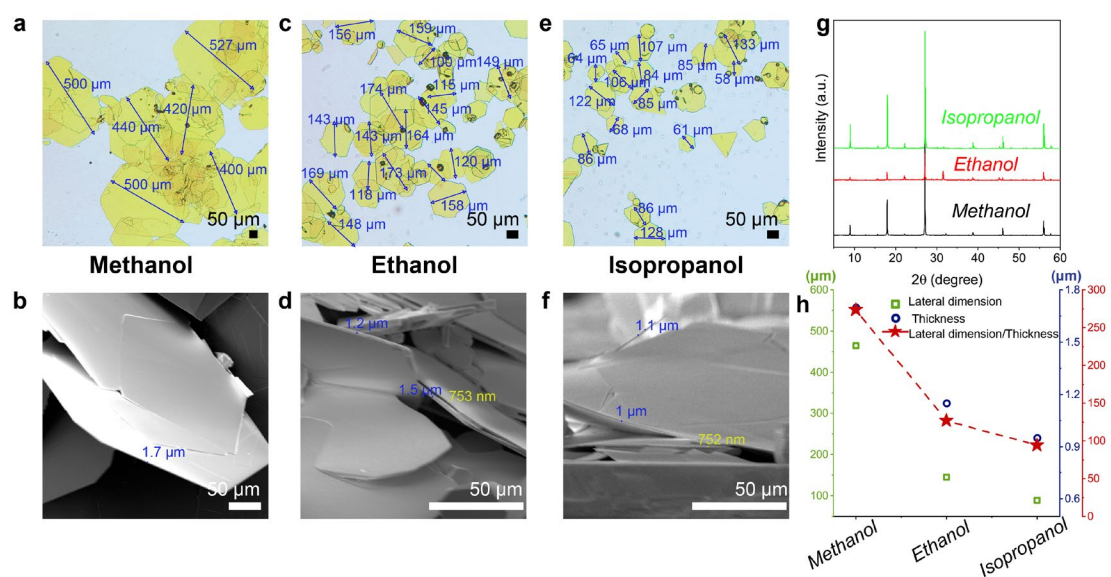 a
527 µm
500 µm
420 µm
440 µm
400 µm
500 µm
50 µm
Methanol
c
159 µm
156 µm
100 µm
149 µm
115 µm
174 µm
145 µm
143 µm
143 µm
164 µm
120 µm
169 µm
173 µm
118 µm
158 µm
148 µm
50 µm
Ethanol
e
65 µm
107 µm
133 µm
64 µm
85 µm
84 µm
58 µm
106 µm
122 µm
85 µm
68 µm
61 µm
86 µm
86 µm
128 µm
50 µm
Isopropanol
g
Intensity (a.u.)
Isopropanol
Ethanol
Methanol
10 20 30 40 50 60
2θ (degree)
b
1.7 µm
50 µm
d
1.2 µm
1.5 µm
753 nm
50 µm
f
1.1 µm
1 µm
752 nm
50 µm
h
(µm)
(µm)
600
500
400
300
200
100
Lateral dimension
Thickness
Lateral dimension/Thickness
1.8
1.5
1.2
0.9
0.6
300
250
200
150
100
50
0
Methanol
Ethanol
Isopropanol